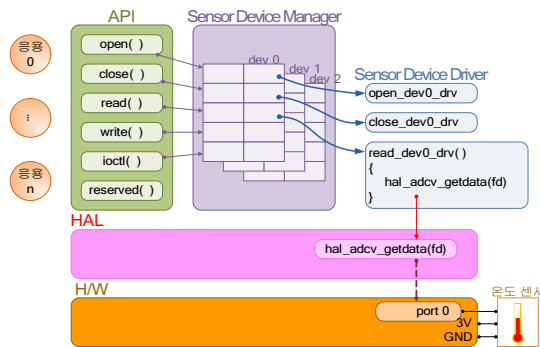 API
Sensor Device Manager
응용
0
⋮
응용
n
open( )
close( )
read( )
write( )
ioctl( )
reserved( )
dev 0
dev 1
dev 2
Sensor Device Driver
open_dev0_drv
close_dev0_drv
read_dev0_drv( )
{
hal_adcv_getdata(fd)
}
HAL
hal_adcv_getdata(fd)
H/W
port 0
3V
GND
온도 센서